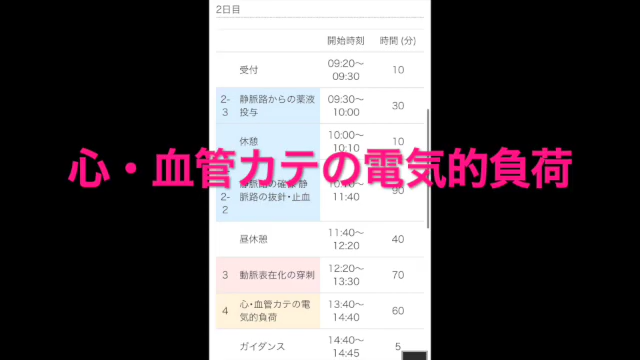 2日目
開始時刻 時間 (分)
受付 09:20～ 09:30 10
2-3 静脈路からの薬液投与 09:30～ 10:00 30
休憩 10:00～ 10:10 10
心・血管カテの電気的負荷
2-2 脈路の抜針・止血 11:40
昼休憩 11:40～ 12:20 40
3 動脈表在化の穿刺 12:20～ 13:30 70
4 心・血管カテの電気的負荷 13:40～ 14:40 60
ガイダンス 14:40～ 14:45 5